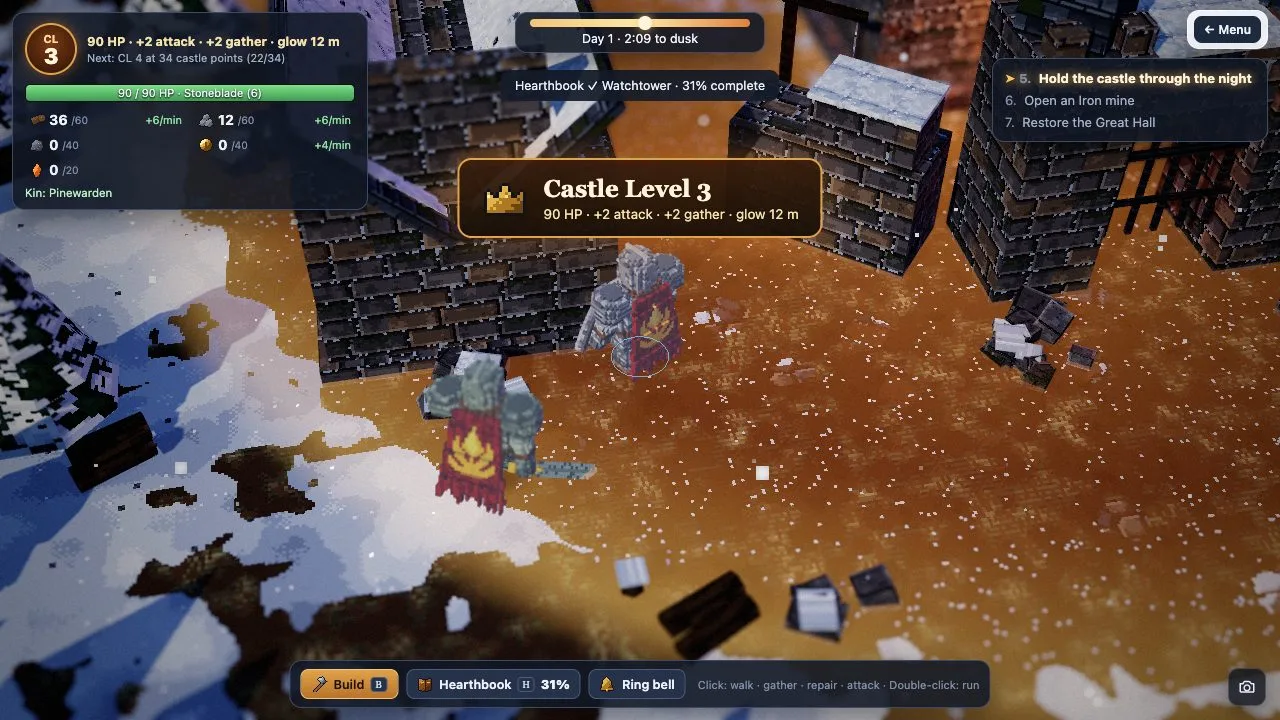 CL
3
90 HP · +2 attack · +2 gather · glow 12 m
Next: CL 4 at 34 castle points (22/34)
90 / 90 HP · Stoneblade (6)
36 /60 +6/min 12 /60 +6/min
0 /40 0 /40 +4/min
0 /20
Kin: Pinewarden
Day 1 · 2:09 to dusk
Hearthbook ✓ Watchtower · 31% complete
← Menu
➤ 5. Hold the castle through the night
6. Open an Iron mine
7. Restore the Great Hall
Castle Level 3
90 HP · +2 attack · +2 gather · glow 12 m
Build B Hearthbook H 31% Ring bell Click: walk · gather · repair · attack · Double-click: run